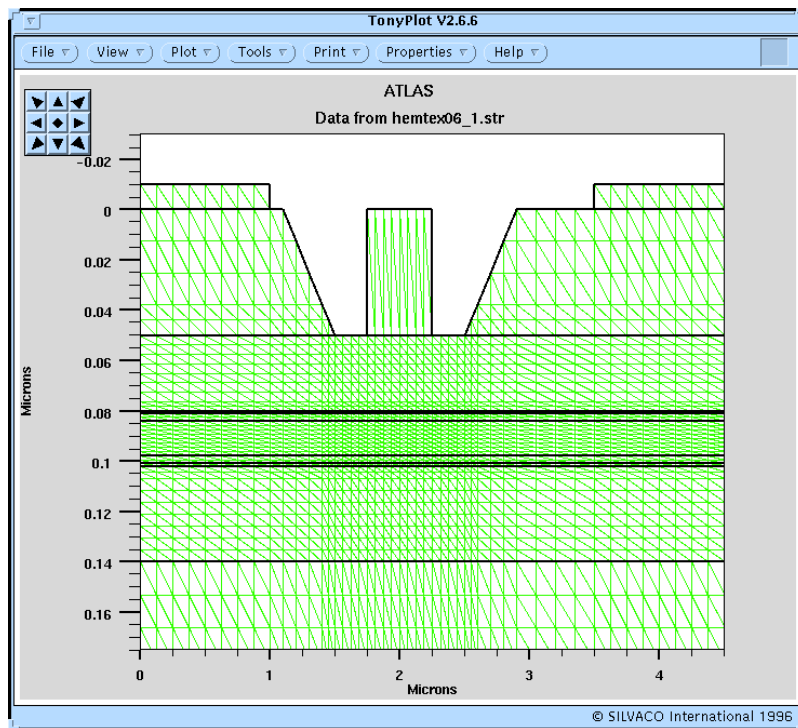 TonyPlot V2.6.6
File View Plot Tools Print Properties Help
ATLAS
Data from hemtex06_1.str
-0.02
0
0.02
0.04
0.06
0.08
0.1
0.12
0.14
0.16
Microns
0 1 2 3 4
Microns
© SILVACO International 1996